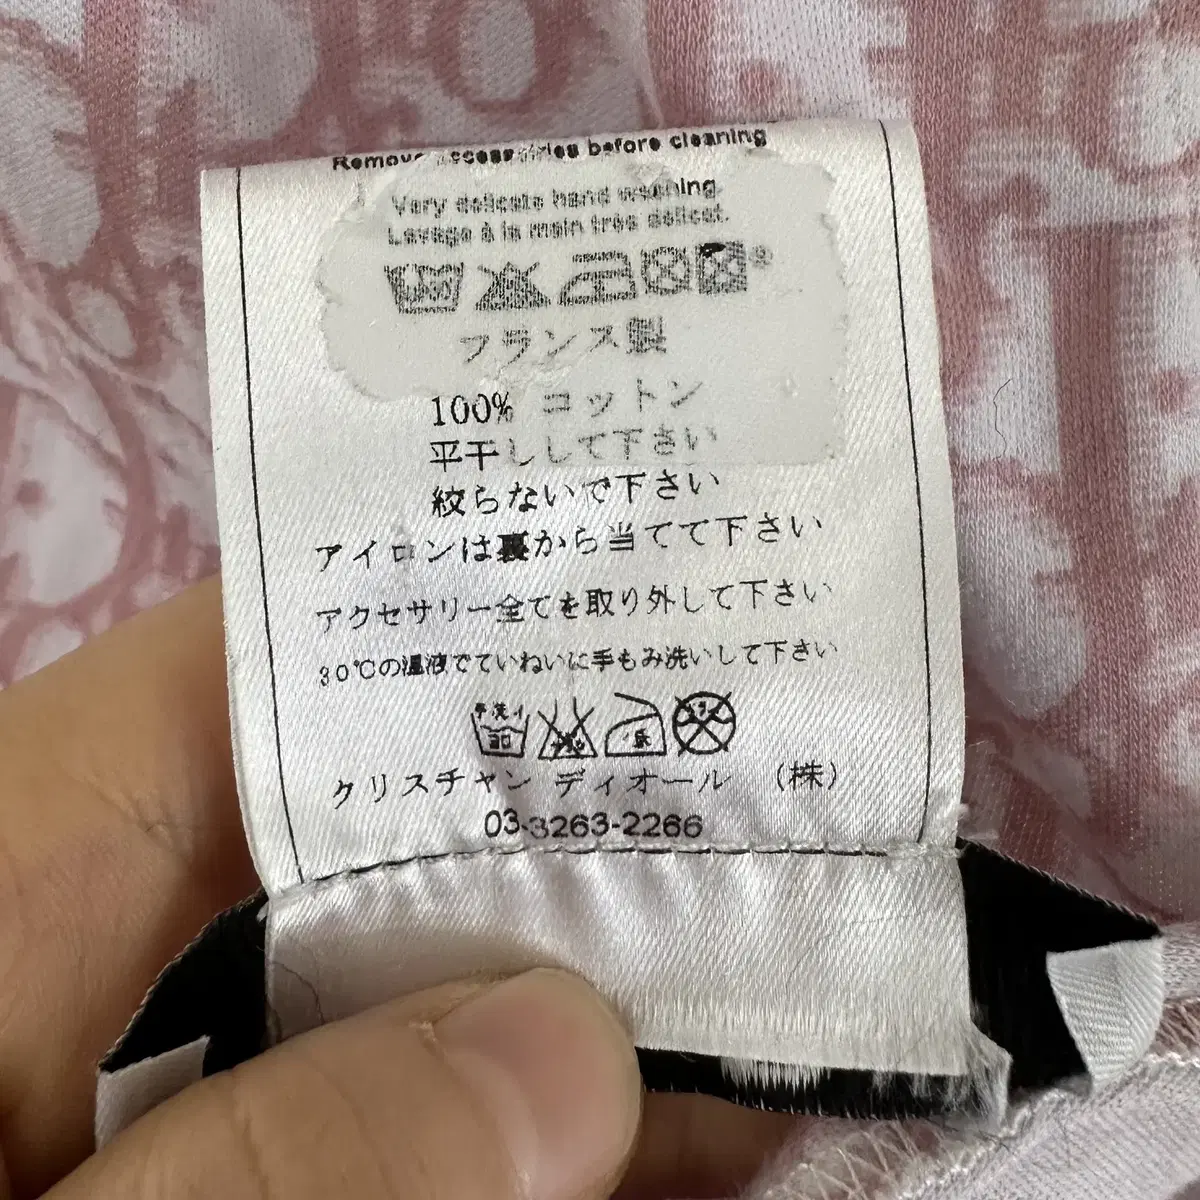 Remove accessories before cleaning
Very delicate hand washing.
Lavage à la main très délicat.
フランス製
100% コットン
平干ししして下さい
絞らないで下さい
アイロンは裏から当てて下さい
アクセサリー全てを取り外して下さい
30℃の温液でていねいに手もみ洗いして下さい
手洗イ
30
クリスチャン ディオール (株)
03-3263-2266